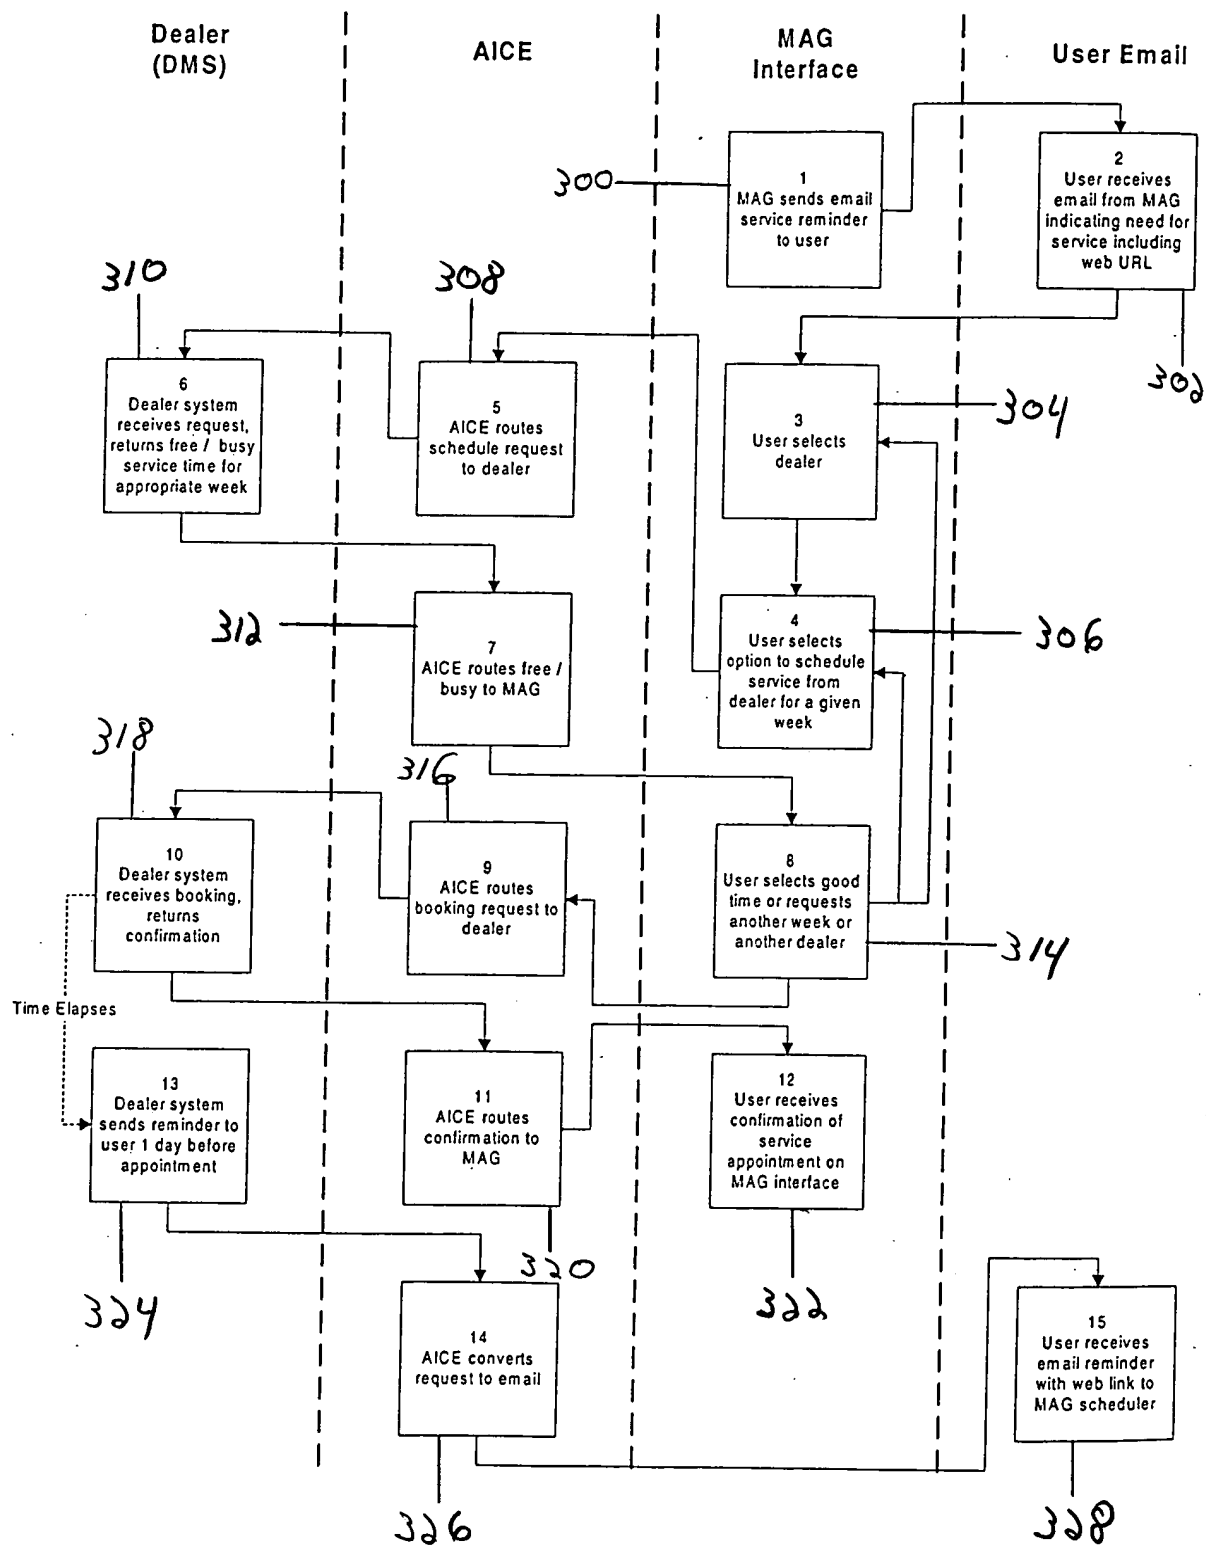 Dealer
(DMS)
AICE
MAG
Interface
User Email
300
1
MAG sends email
service reminder
to user
2
User receives
email from MAG
indicating need for
service including
web URL
302
310
308
6
Dealer system
receives request,
returns free / busy
service time for
appropriate week
5
AICE routes
schedule request
to dealer
3
User selects
dealer
304
312
7
AICE routes free /
busy to MAG
4
User selects
option to schedule
service from
dealer for a given
week
306
318
316
10
Dealer system
receives booking,
returns
confirmation
9
AICE routes
booking request to
dealer
8
User selects good
time or requests
another week or
another dealer
314
Time Elapses
13
Dealer system
sends reminder to
user 1 day before
appointment
11
AICE routes
confirmation to
MAG
12
User receives
confirmation of
service
appointment on
MAG interface
324
320
322
14
AICE converts
request to email
15
User receives
email reminder
with web link to
MAG scheduler
326
328